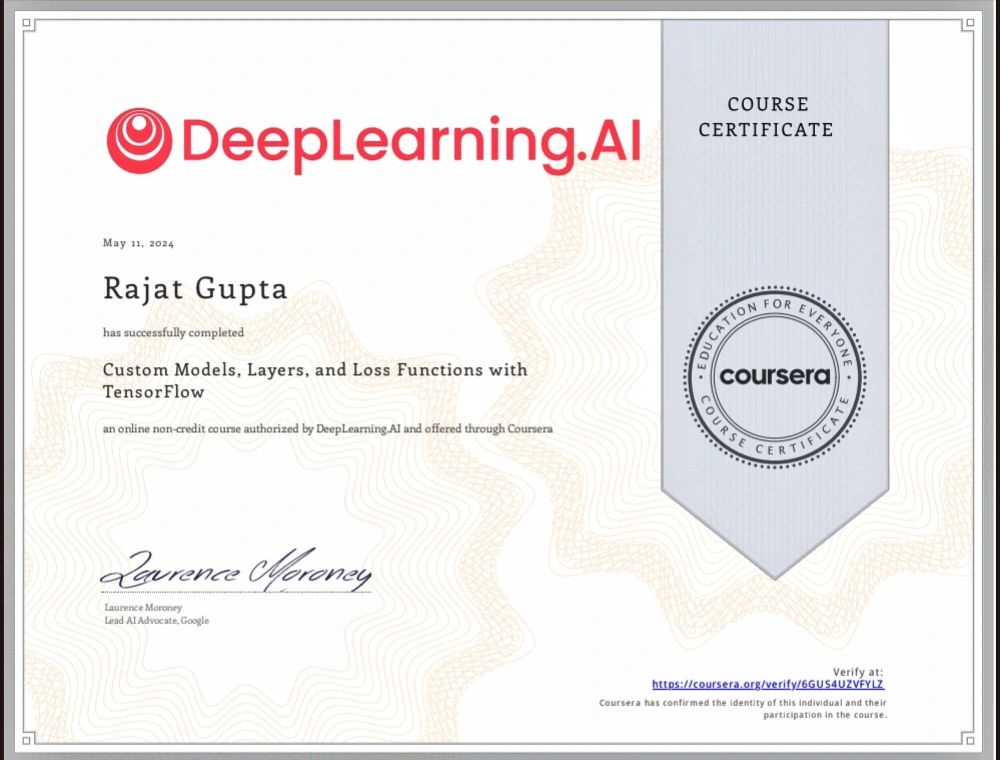 COURSE
CERTIFICATE
DeepLearning.AI
May 11, 2024
Rajat Gupta
has successfully completed
Custom Models, Layers, and Loss Functions with
TensorFlow
an online non-credit course authorized by DeepLearning.AI and offered through Coursera
EDUCATION FOR EVERYONE
coursera
COURSE CERTIFICATE
Laurence Moroney
Laurence Moroney
Lead AI Advocate, Google
Verify at:
https://coursera.org/verify/6GUS4UZVFYLZ
Coursera has confirmed the identity of this individual and their
participation in the course.